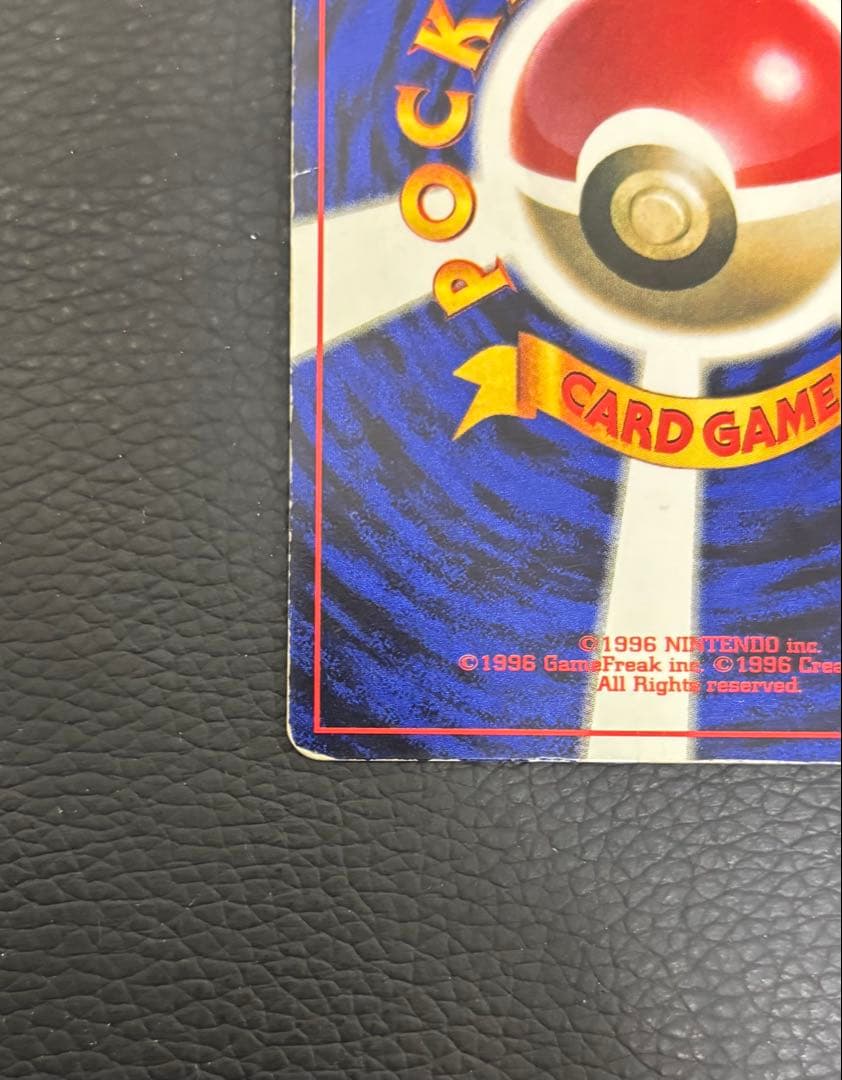 POCK
CARD GAME
©1996 NINTENDO inc.
©1996 GameFreak inc. ©1996 Crea
All Rights reserved.